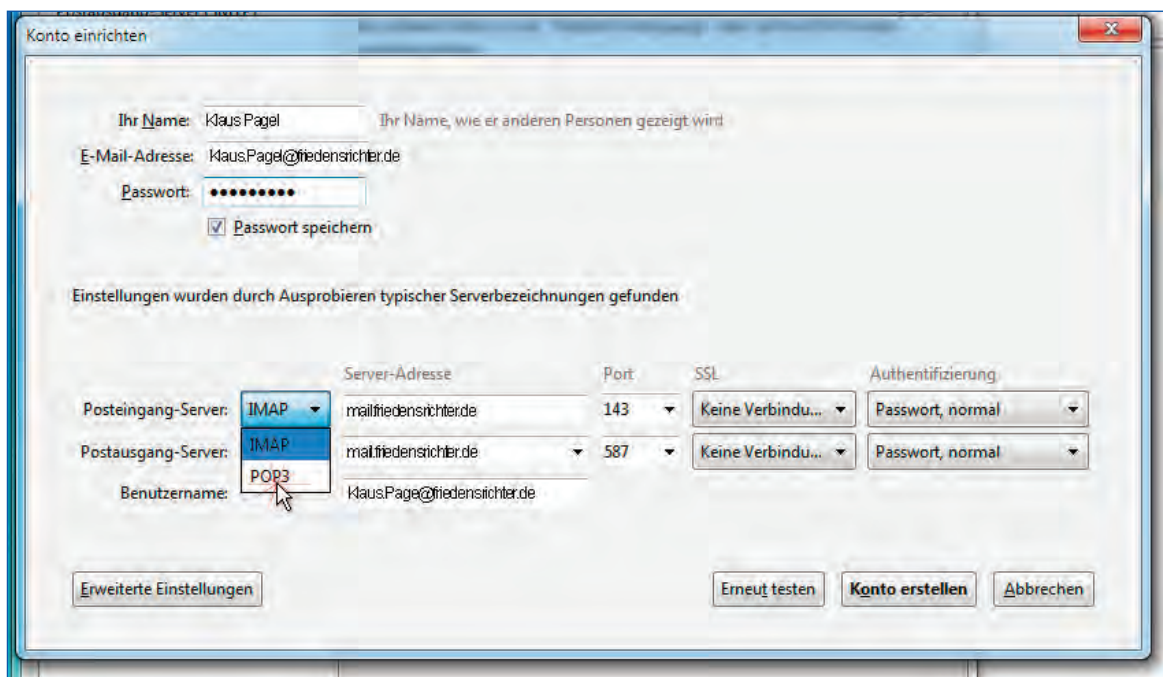 Konto einrichten
Ihr Name: Klaus Pagel Ihr Name, wie er anderen Personen gezeigt wird
E-Mail-Adresse: Klaus.Pagel@friedensrichter.de
Passwort: •••••••••
Passwort speichern
Einstellungen wurden durch Ausprobieren typischer Serverbezeichnungen gefunden
Server-Adresse Port SSL Authentifizierung
Posteingang-Server: IMAP mail.friedensrichter.de 143 Keine Verbindu... Passwort, normal
IMAP
Postausgang-Server: mail.friedensrichter.de 587 Keine Verbindu... Passwort, normal
POP3
Benutzername: Klaus.Page@friedensrichter.de
Erweiterte Einstellungen Erneut testen Konto erstellen Abbrechen